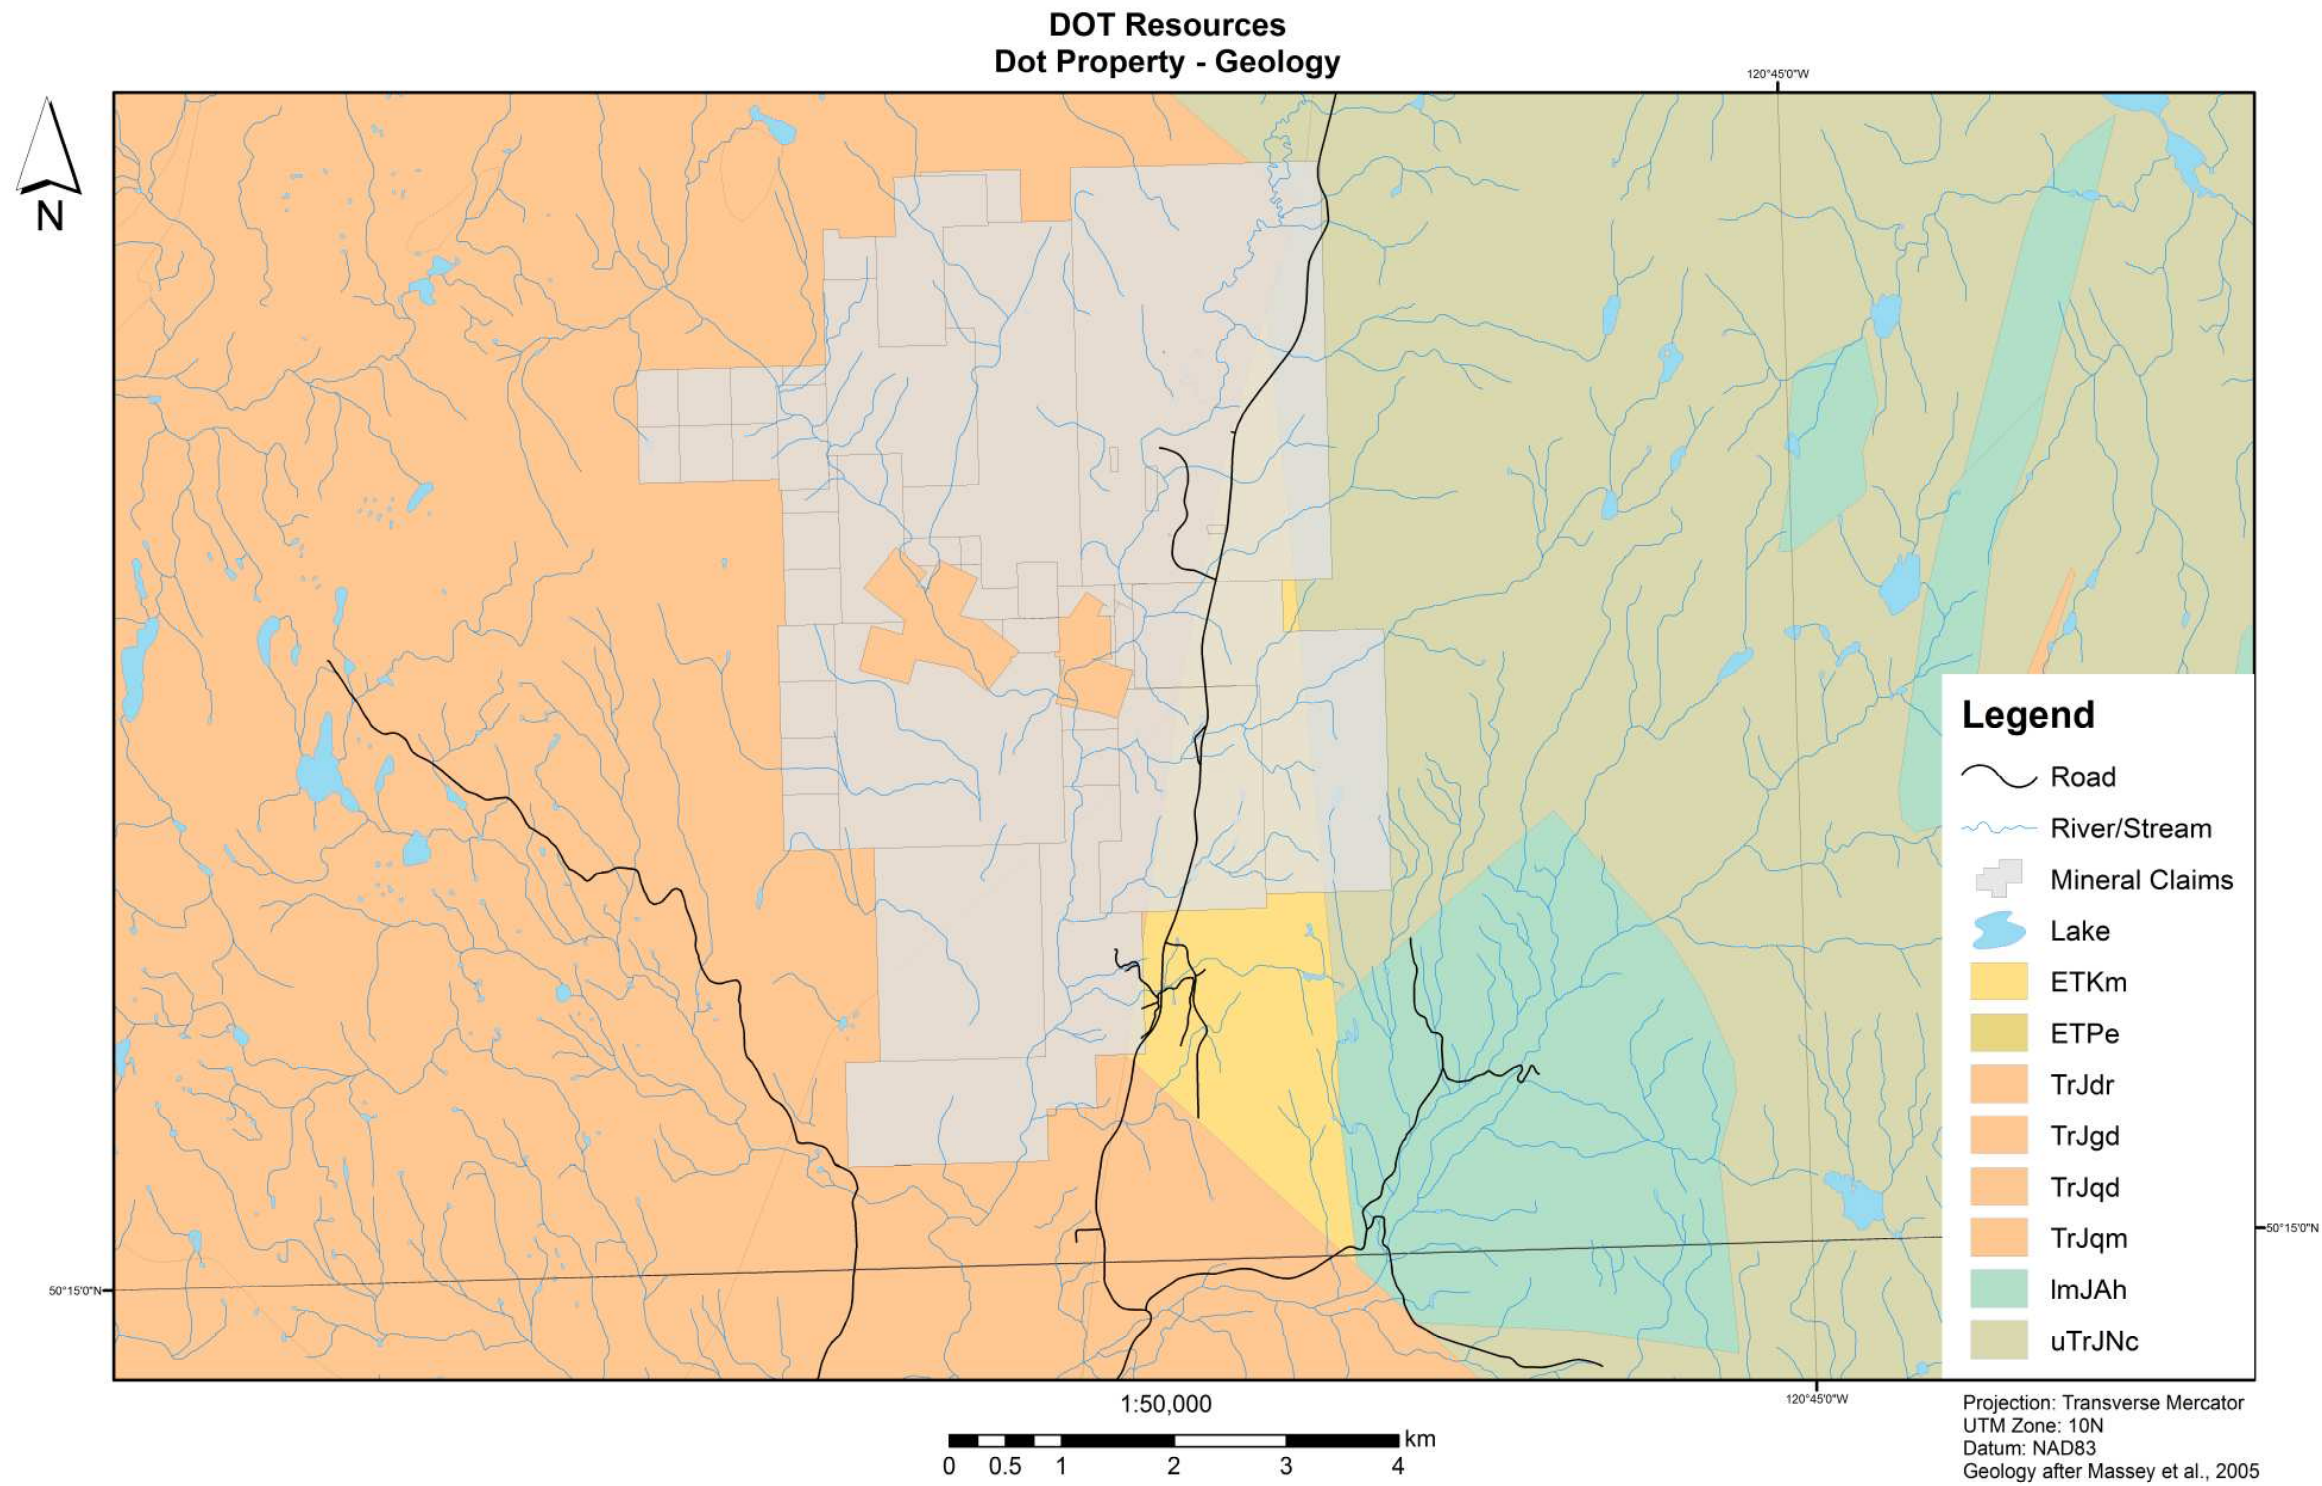 DOT Resources
Dot Property - Geology
120°45'0"W
N
Legend
Road
River/Stream
Mineral Claims
Lake
ETKm
ETPe
TrJdr
TrJgd
TrJqd
TrJqm
lmJAh
uTrJNc
50°15'0"N
50°15'0"N
120°45'0"W
1:50,000
km
0 0.5 1 2 3 4
Projection: Transverse Mercator
UTM Zone: 10N
Datum: NAD83
Geology after Massey et al., 2005